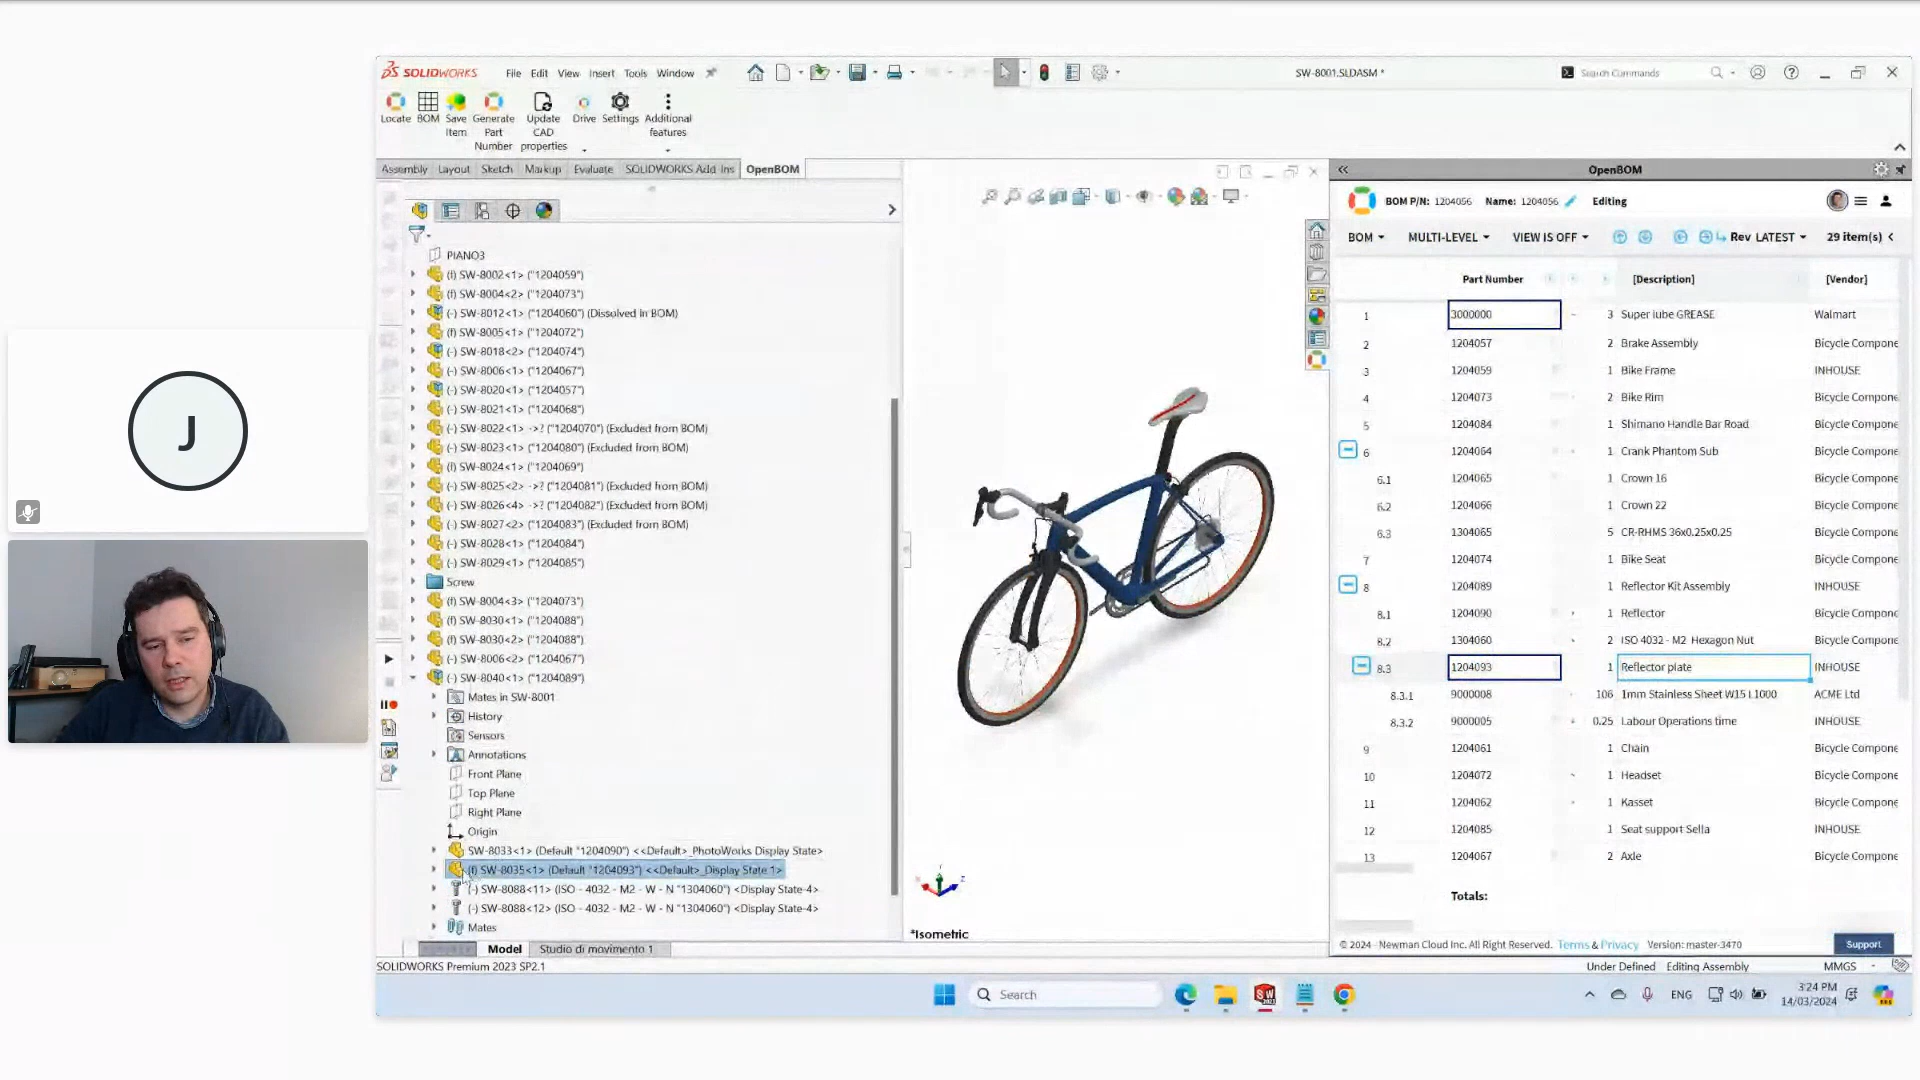 SOLIDWORKS File Edit View Insert Tools Window SW-8001.SLDASM * Search Commands
Locate BOM Save Item Generate Part Number Update CAD properties Drive Settings Additional features
Assembly Layout Sketch Markup Evaluate SOLIDWORKS Add-Ins OpenBOM
PIANO3
(f) SW-8002<1> ("1204059")
(f) SW-8004<2> ("1204073")
(-) SW-8012<1> ("1204060") (Dissolved in BOM)
(f) SW-8005<1> ("1204072")
(-) SW-8018<2> ("1204074")
(-) SW-8006<1> ("1204067")
(-) SW-8020<1> ("1204057")
(-) SW-8021<1> ("1204068")
(-) SW-8022<1> ->? ("1204070") (Excluded from BOM)
(-) SW-8023<1> ("1204080") (Excluded from BOM)
(f) SW-8024<1> ("1204069")
(-) SW-8025<2> ->? ("1204081") (Excluded from BOM)
(-) SW-8026<4> ->? ("1204082") (Excluded from BOM)
(-) SW-8027<2> ("1204083") (Excluded from BOM)
(-) SW-8028<1> ("1204084")
(-) SW-8029<1> ("1204085")
Screw
(f) SW-8004<3> ("1204073")
(f) SW-8030<1> ("1204088")
(f) SW-8030<2> ("1204088")
(-) SW-8006<2> ("1204067")
(-) SW-8040<1> ("1204089")
Mates in SW-8001
History
Sensors
Annotations
Front Plane
Top Plane
Right Plane
Origin
SW-8033<1> (Default "1204090") <<Default>_PhotoWorks Display State>
(f) SW-8035<1> (Default "1204093") <<Default>_Display State 1>
(-) SW-8088<11> (ISO - 4032 - M2 - W - N "1304060") <Display State-4>
(-) SW-8088<12> (ISO - 4032 - M2 - W - N "1304060") <Display State-4>
Mates
Model Studio di movimento 1
*Isometric
J
OpenBOM
BOM P/N: 1204056 Name: 1204056 Editing
BOM MULTI-LEVEL VIEW IS OFF Rev LATEST 29 item(s)
Part Number [Description] [Vendor]
1 3000000 3 Super lube GREASE Walmart
2 1204057 2 Brake Assembly Bicycle Compone
3 1204059 1 Bike Frame INHOUSE
4 1204073 2 Bike Rim Bicycle Compone
5 1204084 1 Shimano Handle Bar Road Bicycle Compone
6 1204064 1 Crank Phantom Sub Bicycle Compone
6.1 1204065 1 Crown 16 Bicycle Compone
6.2 1204066 1 Crown 22 Bicycle Compone
6.3 1304065 5 CR-RHMS 36x0.25x0.25 Bicycle Compone
7 1204074 1 Bike Seat Bicycle Compone
8 1204089 1 Reflector Kit Assembly INHOUSE
8.1 1204090 1 Reflector Bicycle Compone
8.2 1304060 2 ISO 4032 - M2 Hexagon Nut Bicycle Compone
8.3 1204093 1 Reflector plate INHOUSE
8.3.1 9000008 106 1mm Stainless Sheet W15 L1000 ACME Ltd
8.3.2 9000005 0.25 Labour Operations time INHOUSE
9 1204061 1 Chain Bicycle Compone
10 1204072 1 Headset Bicycle Compone
11 1204062 1 Kasset Bicycle Compone
12 1204085 1 Seat support Sella INHOUSE
13 1204067 2 Axle Bicycle Compone
Totals:
© 2024 - Newman Cloud Inc. All Right Reserved. Terms & Privacy Version: master-3470 Support
SOLIDWORKS Premium 2023 SP2.1 Under Defined Editing Assembly MMGS
Search ENG 3:24 PM
14/03/2024